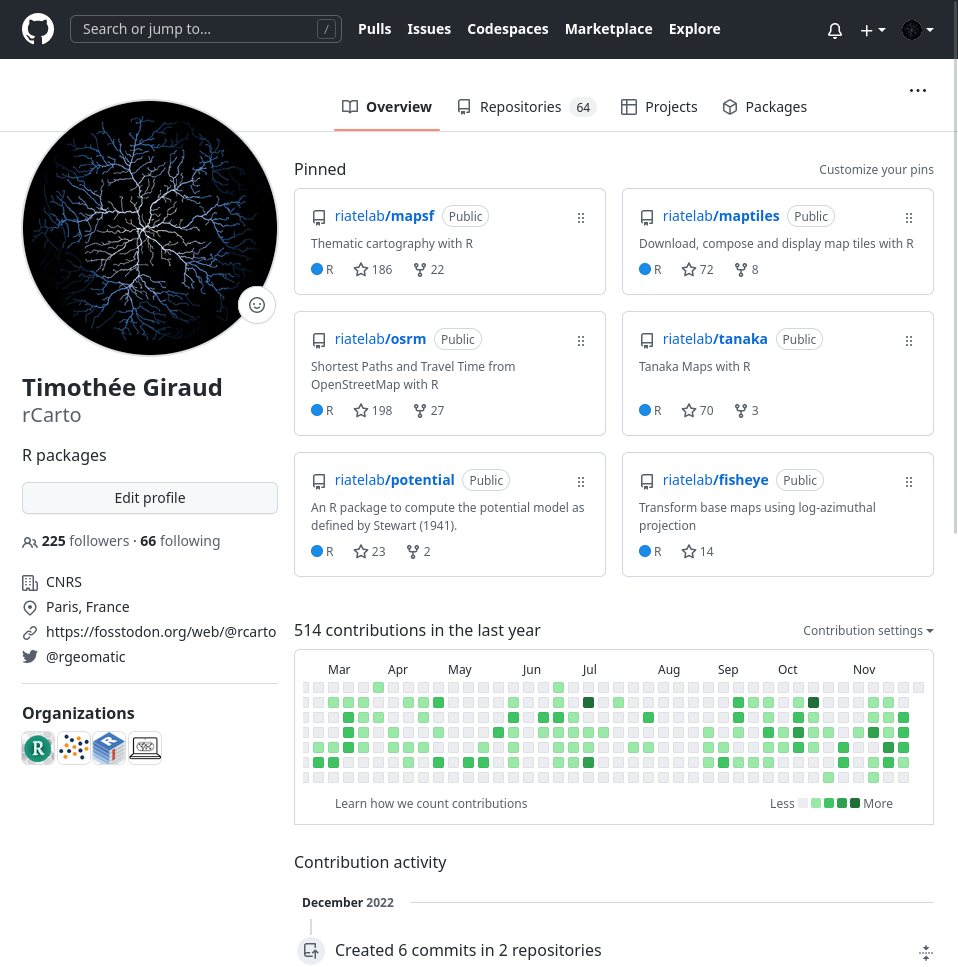 Search or jump to... / Pulls Issues Codespaces Marketplace Explore
Overview Repositories 64 Projects Packages
Timothée Giraud
rCarto
R packages
Edit profile
225 followers · 66 following
CNRS
Paris, France
https://fosstodon.org/web/@rcarto
@rgeomatic
Organizations
R
R
Pinned Customize your pins
riatelab/mapsf Public
Thematic cartography with R
R 186 22
riatelab/maptiles Public
Download, compose and display map tiles with R
R 72 8
riatelab/osrm Public
Shortest Paths and Travel Time from
OpenStreetMap with R
R 198 27
riatelab/tanaka Public
Tanaka Maps with R
R 70 3
riatelab/potential Public
An R package to compute the potential model as
defined by Stewart (1941).
R 23 2
riatelab/fisheye Public
Transform base maps using log-azimuthal
projection
R 14
514 contributions in the last year Contribution settings
Mar Apr May Jun Jul Aug Sep Oct Nov
Learn how we count contributions Less More
Contribution activity
December 2022
Created 6 commits in 2 repositories